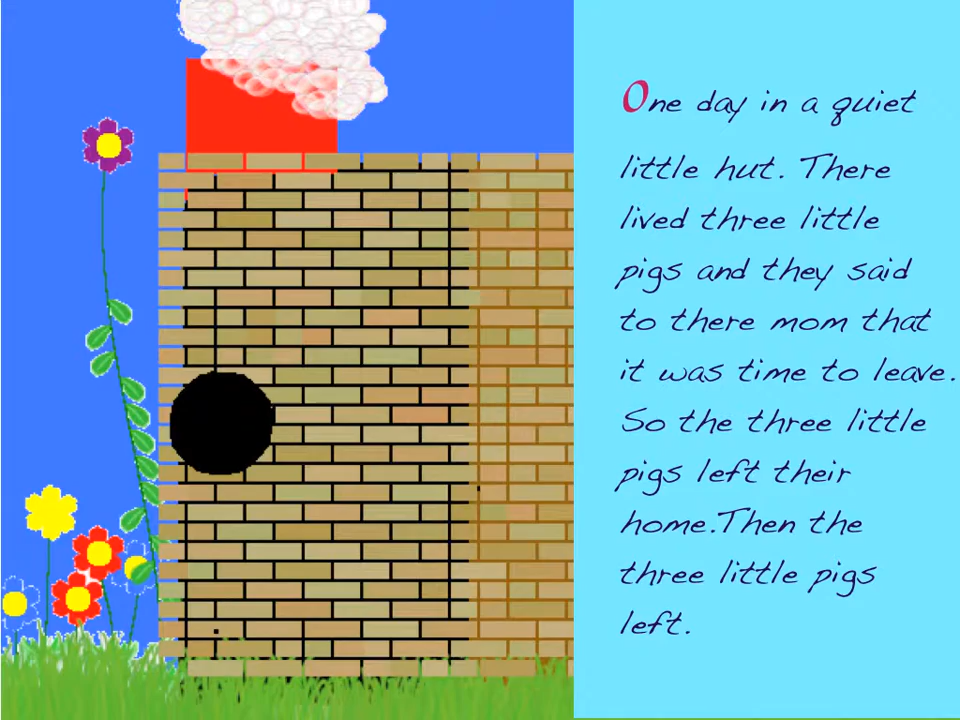 One day in a quiet
little hut. There
lived three little
pigs and they said
to there mom that
it was time to leave.
So the three little
pigs left their
home.Then the
three little pigs
left.